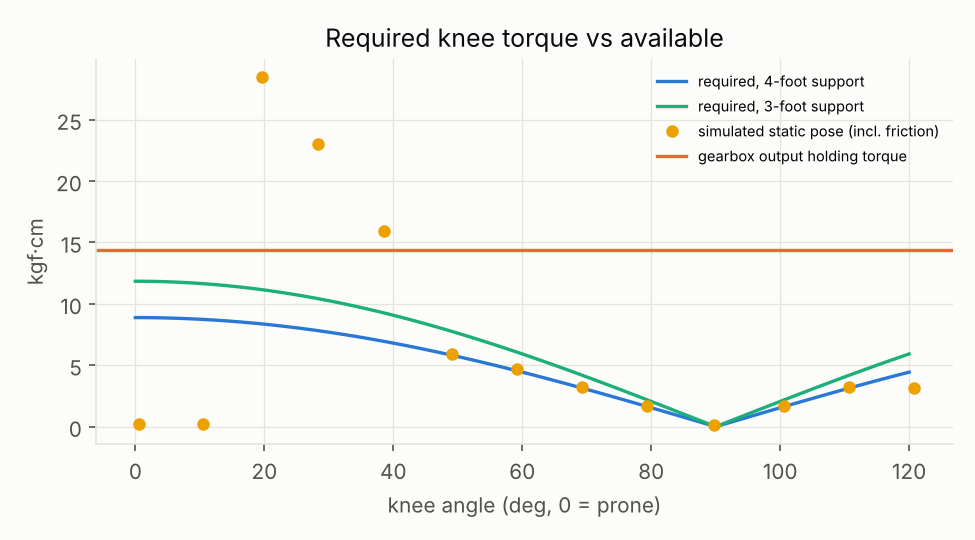 Required knee torque vs available
required, 4-foot support
required, 3-foot support
simulated static pose (incl. friction)
gearbox output holding torque
kgf·cm
25
20
15
10
5
0
0 20 40 60 80 100 120
knee angle (deg, 0 = prone)